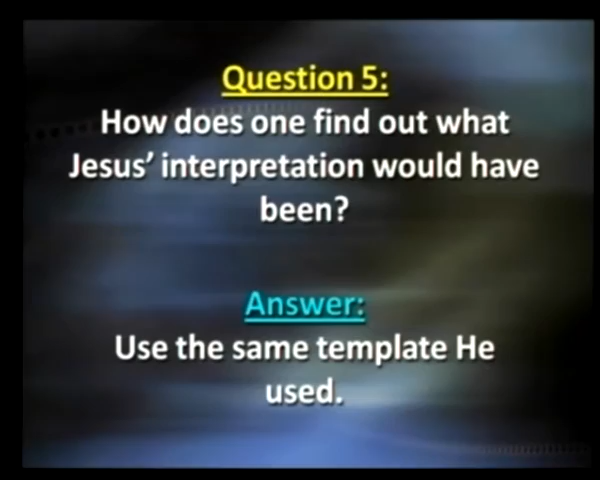 Question 5:
How does one find out what
Jesus’ interpretation would have
been?
Answer:
Use the same template He
used.